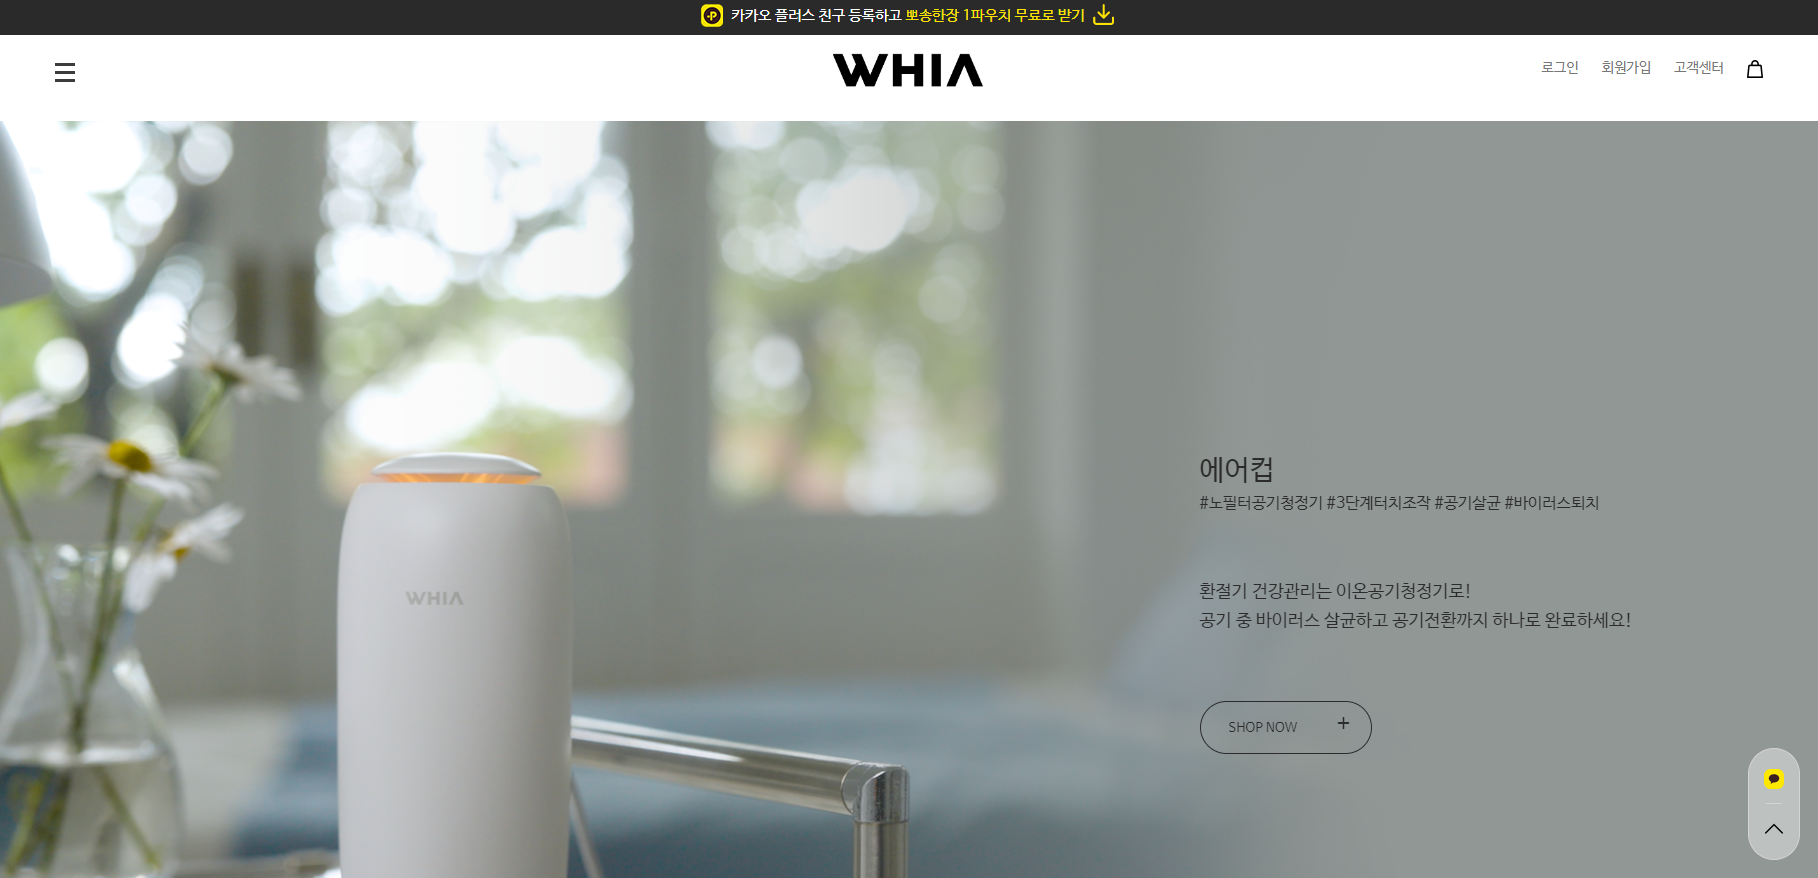 카카오 플러스 친구 등록하고 뽀송한장 1파우치 무료로 받기
WHIA
로그인 회원가입 고객센터
에어컵
#노필터공기청정기 #3단계터치조작 #공기살균 #바이러스퇴치
WHIA
환절기 건강관리는 이온공기청정기로!
공기 중 바이러스 살균하고 공기전환까지 하나로 완료하세요!
SHOP NOW +